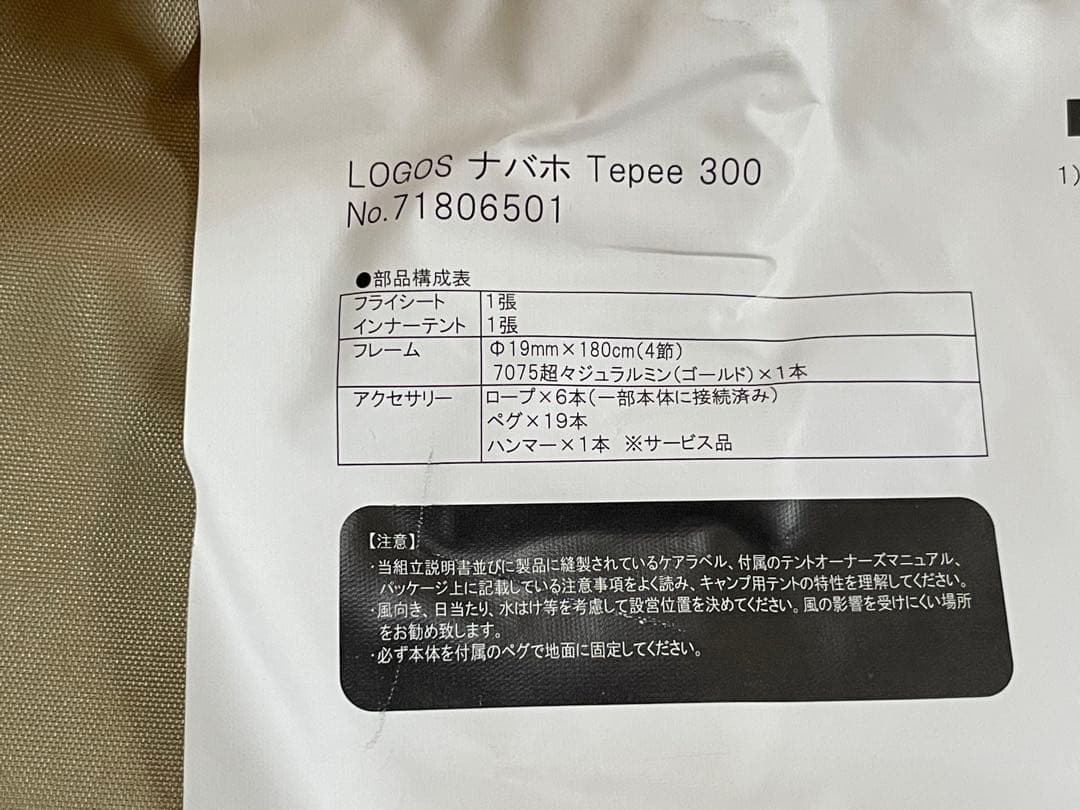 LOGOS ナバホ Tepee 300
No.71806501
●部品構成表
フライシート 1張
インナーテント 1張
フレーム Φ19mm×180cm(4節)
7075超々ジュラルミン(ゴールド)×1本
アクセサリー ロープ×6本(一部本体に接続済み)
ペグ×19本
ハンマー×1本 ※サービス品
【注意】
・当組立説明書並びに製品に縫製されているケアラベル、付属のテントオーナーズマニュアル、
パッケージ上に記載している注意事項をよく読み、キャンプ用テントの特性を理解してください。
・風向き、日当たり、水はけ等を考慮して設営位置を決めてください。風の影響を受けにくい場所
をお勧め致します。
・必ず本体を付属のペグで地面に固定してください。
1)